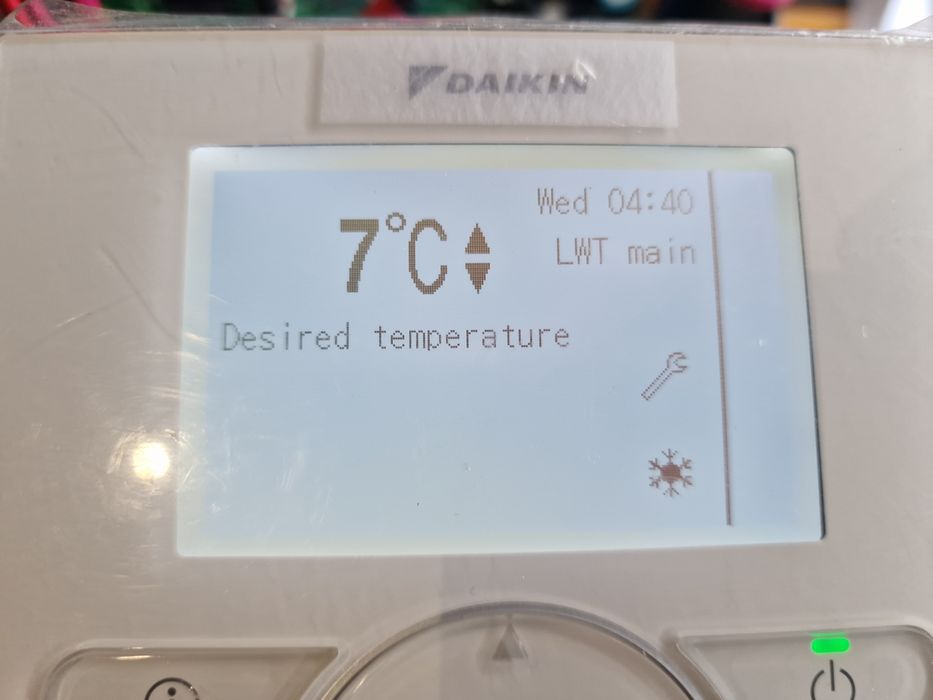 DAIKIN
Wed 04:40
7°C
LWT main
Desired temperature